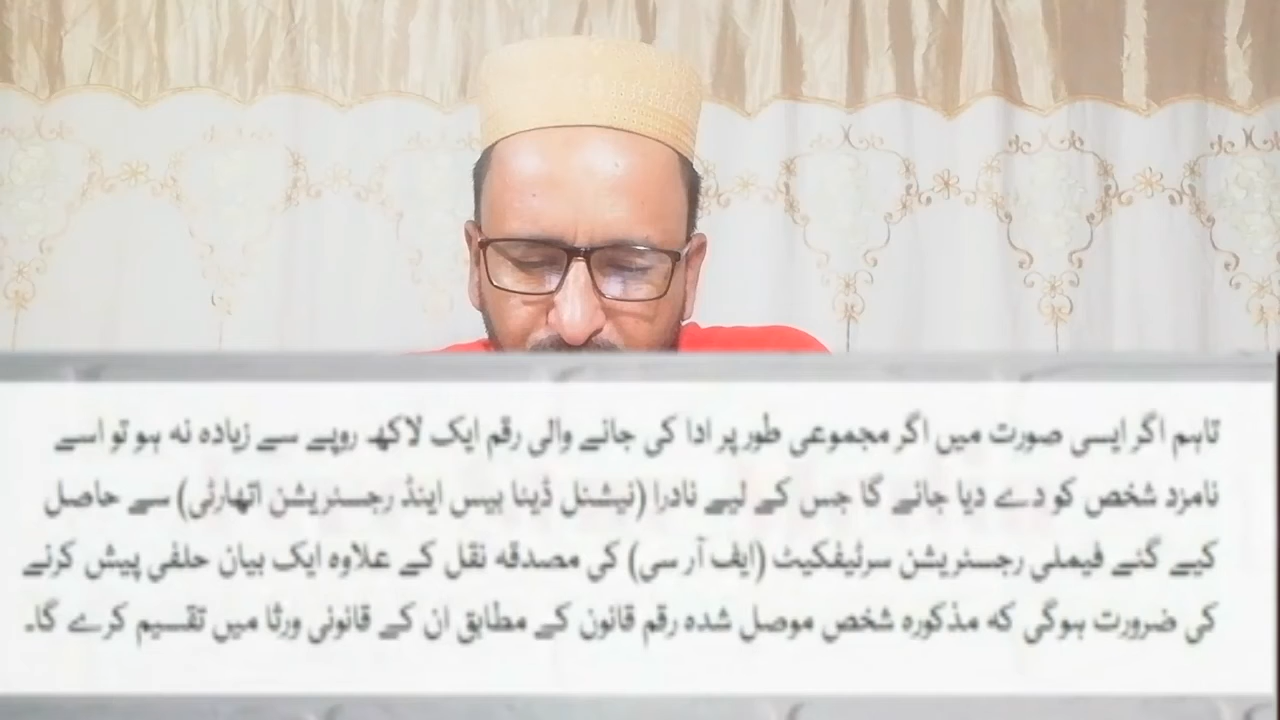 تاہم اگر ایسی صورت میں اگر مجموعی طور پر ادا کی جانے والی رقم ایک لاکھ روپے سے زیادہ نہ ہو تو اسے
نامزد شخص کو دے دیا جائے گا جس کے لیے نادرا (نیشنل ڈیٹا بیس اینڈ رجسٹریشن اتھارٹی) سے حاصل
کیے گئے فیملی رجسٹریشن سرٹیفکیٹ (ایف آر سی) کی مصدقہ نقل کے علاوہ ایک بیان حلفی پیش کرنے
کی ضرورت ہوگی کہ مذکورہ شخص موصل شدہ رقم قانون کے مطابق ان کے قانونی ورثا میں تقسیم کرے گا۔